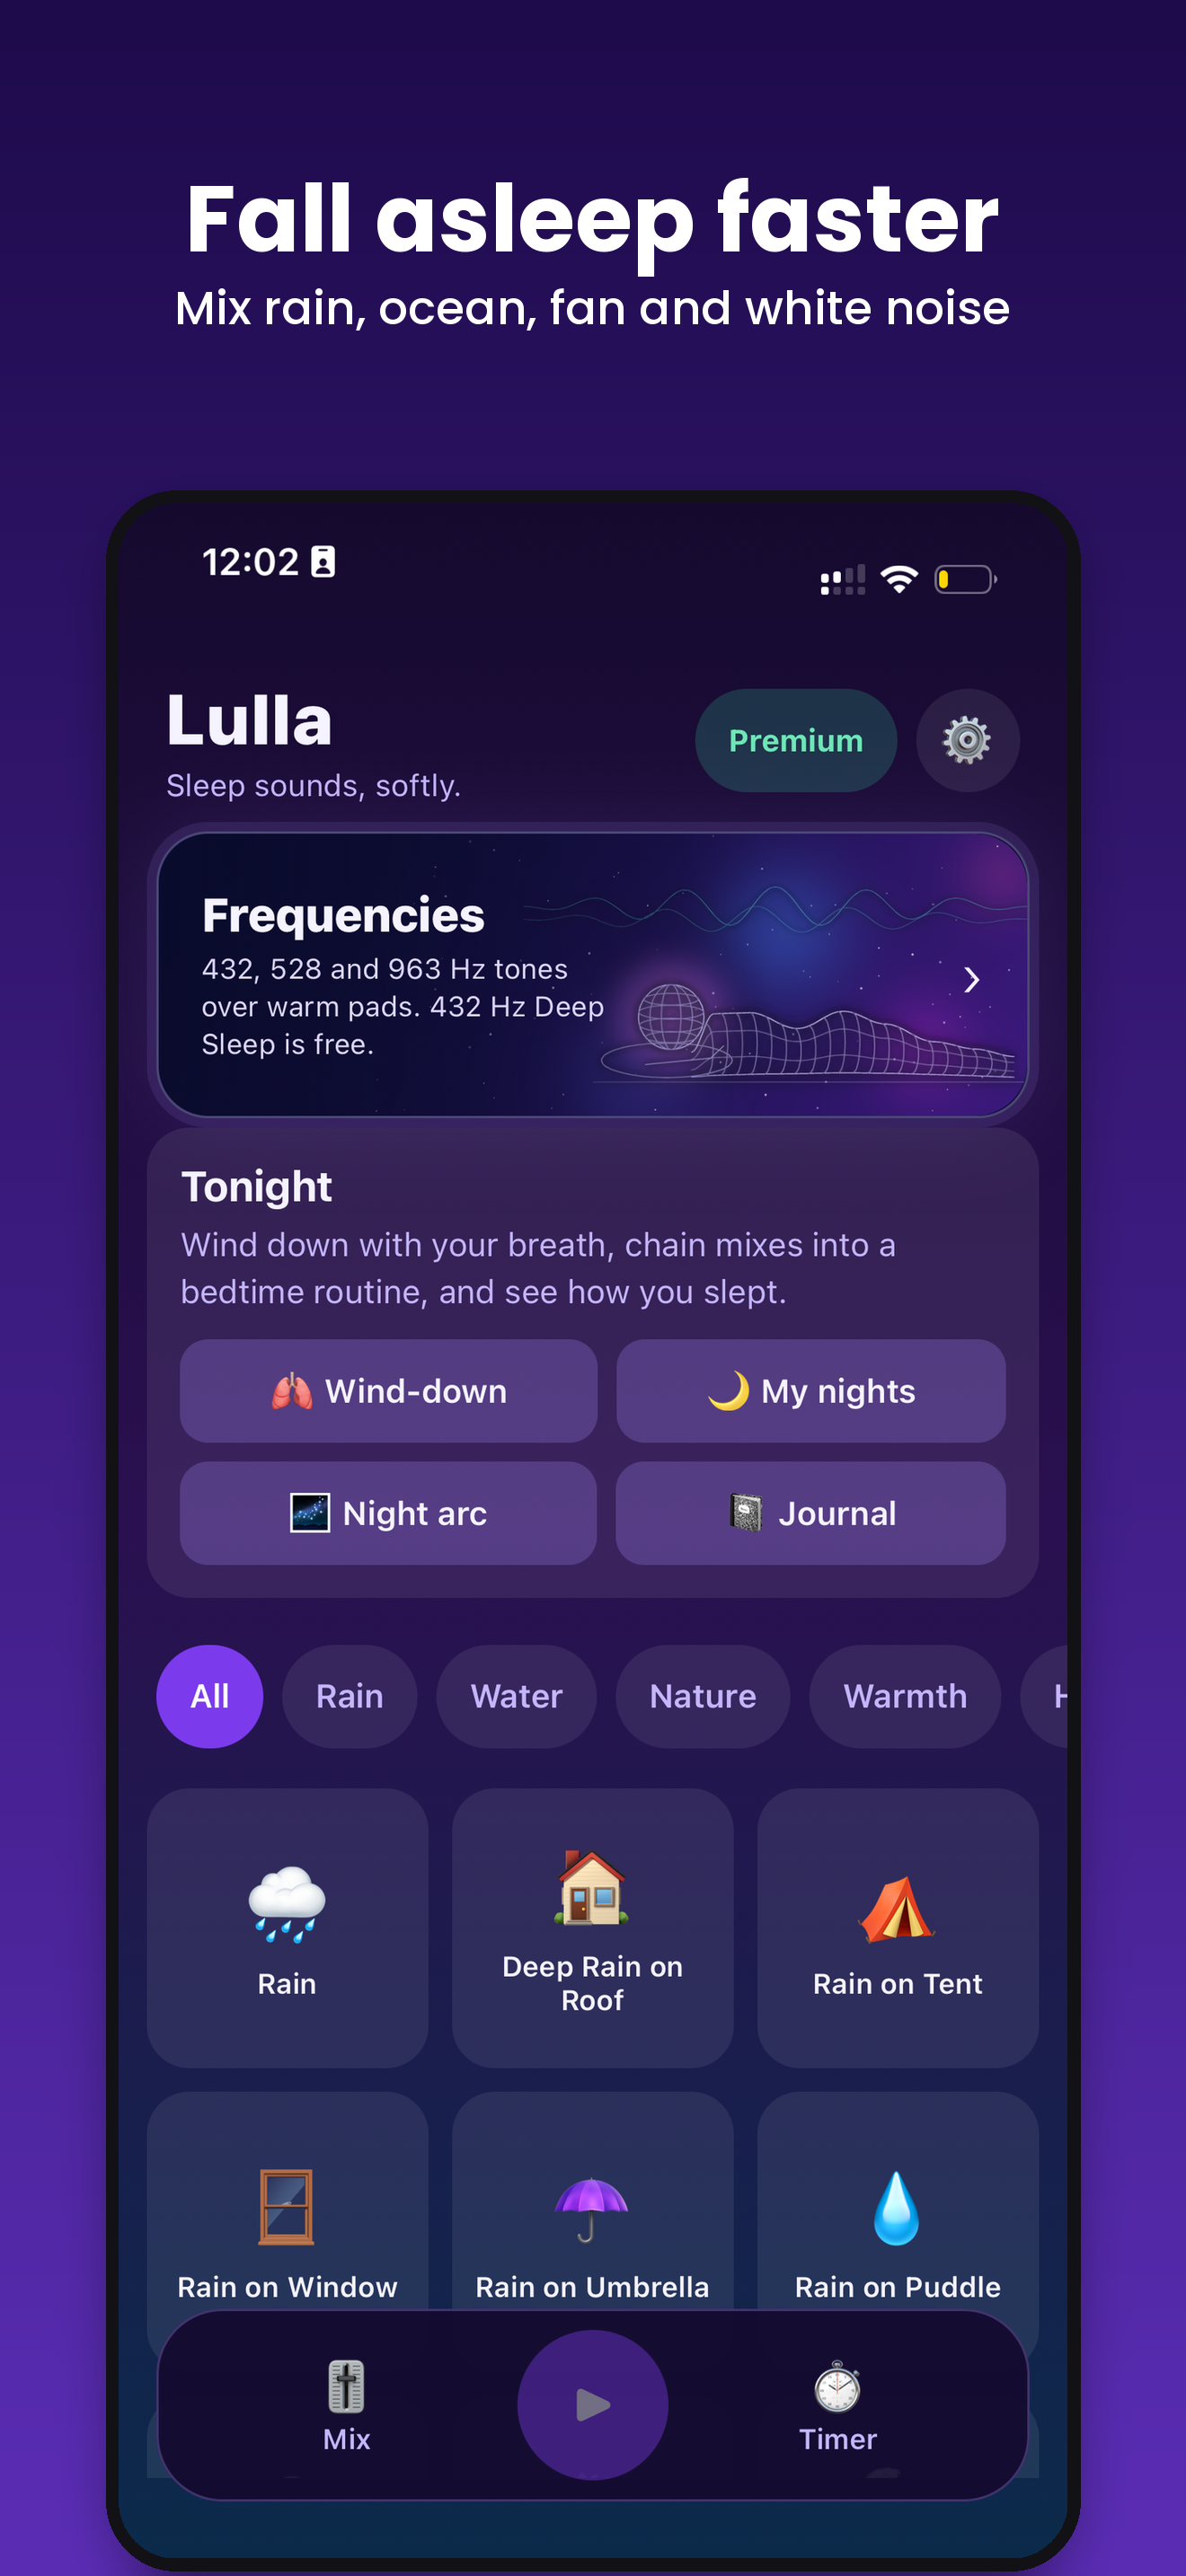 Fall asleep faster
Mix rain, ocean, fan and white noise
12:02
Lulla
Premium
Sleep sounds, softly.
Frequencies
432, 528 and 963 Hz tones
over warm pads. 432 Hz Deep
Sleep is free.
Tonight
Wind down with your breath, chain mixes into a
bedtime routine, and see how you slept.
Wind-down
My nights
Night arc
Journal
All
Rain
Water
Nature
Warmth
Rain
Deep Rain on
Roof
Rain on Tent
Rain on Window
Rain on Umbrella
Rain on Puddle
Mix
Timer